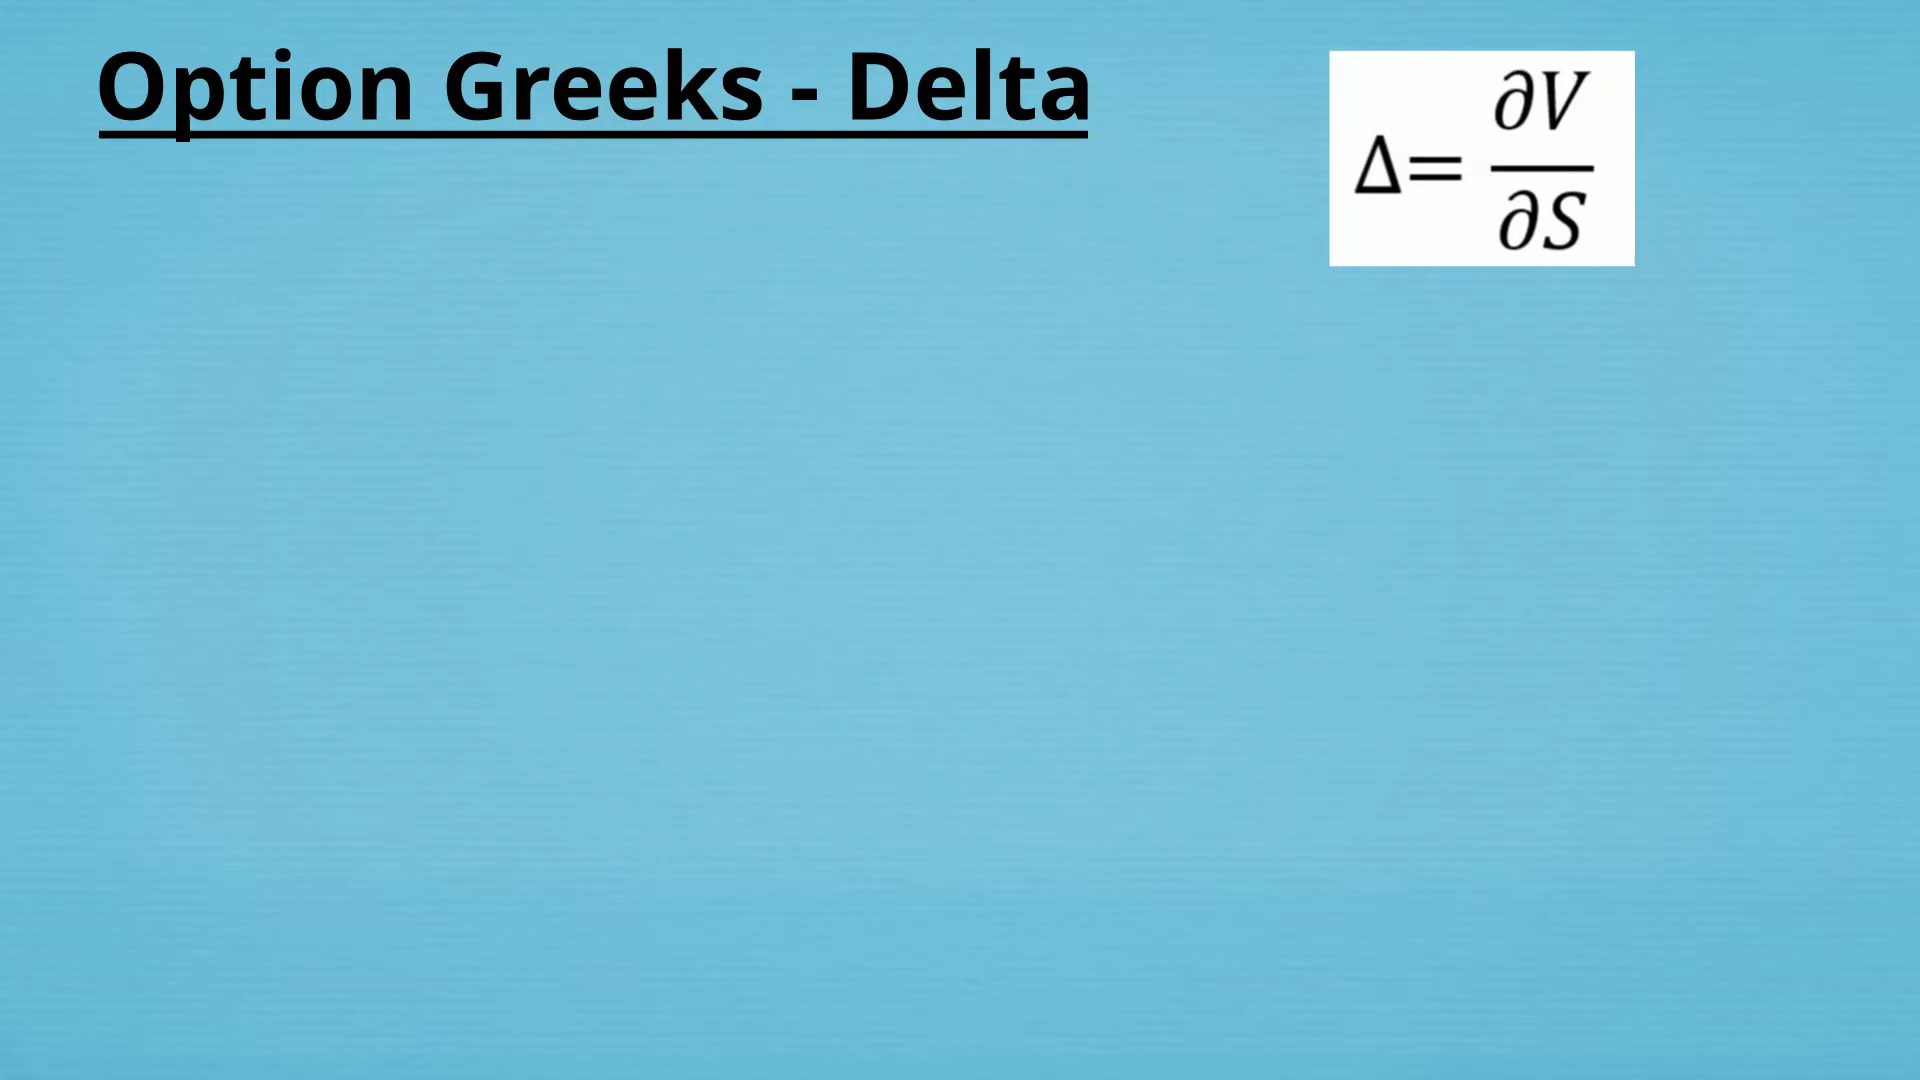 Option Greeks - Delta
Δ= ∂V
∂S